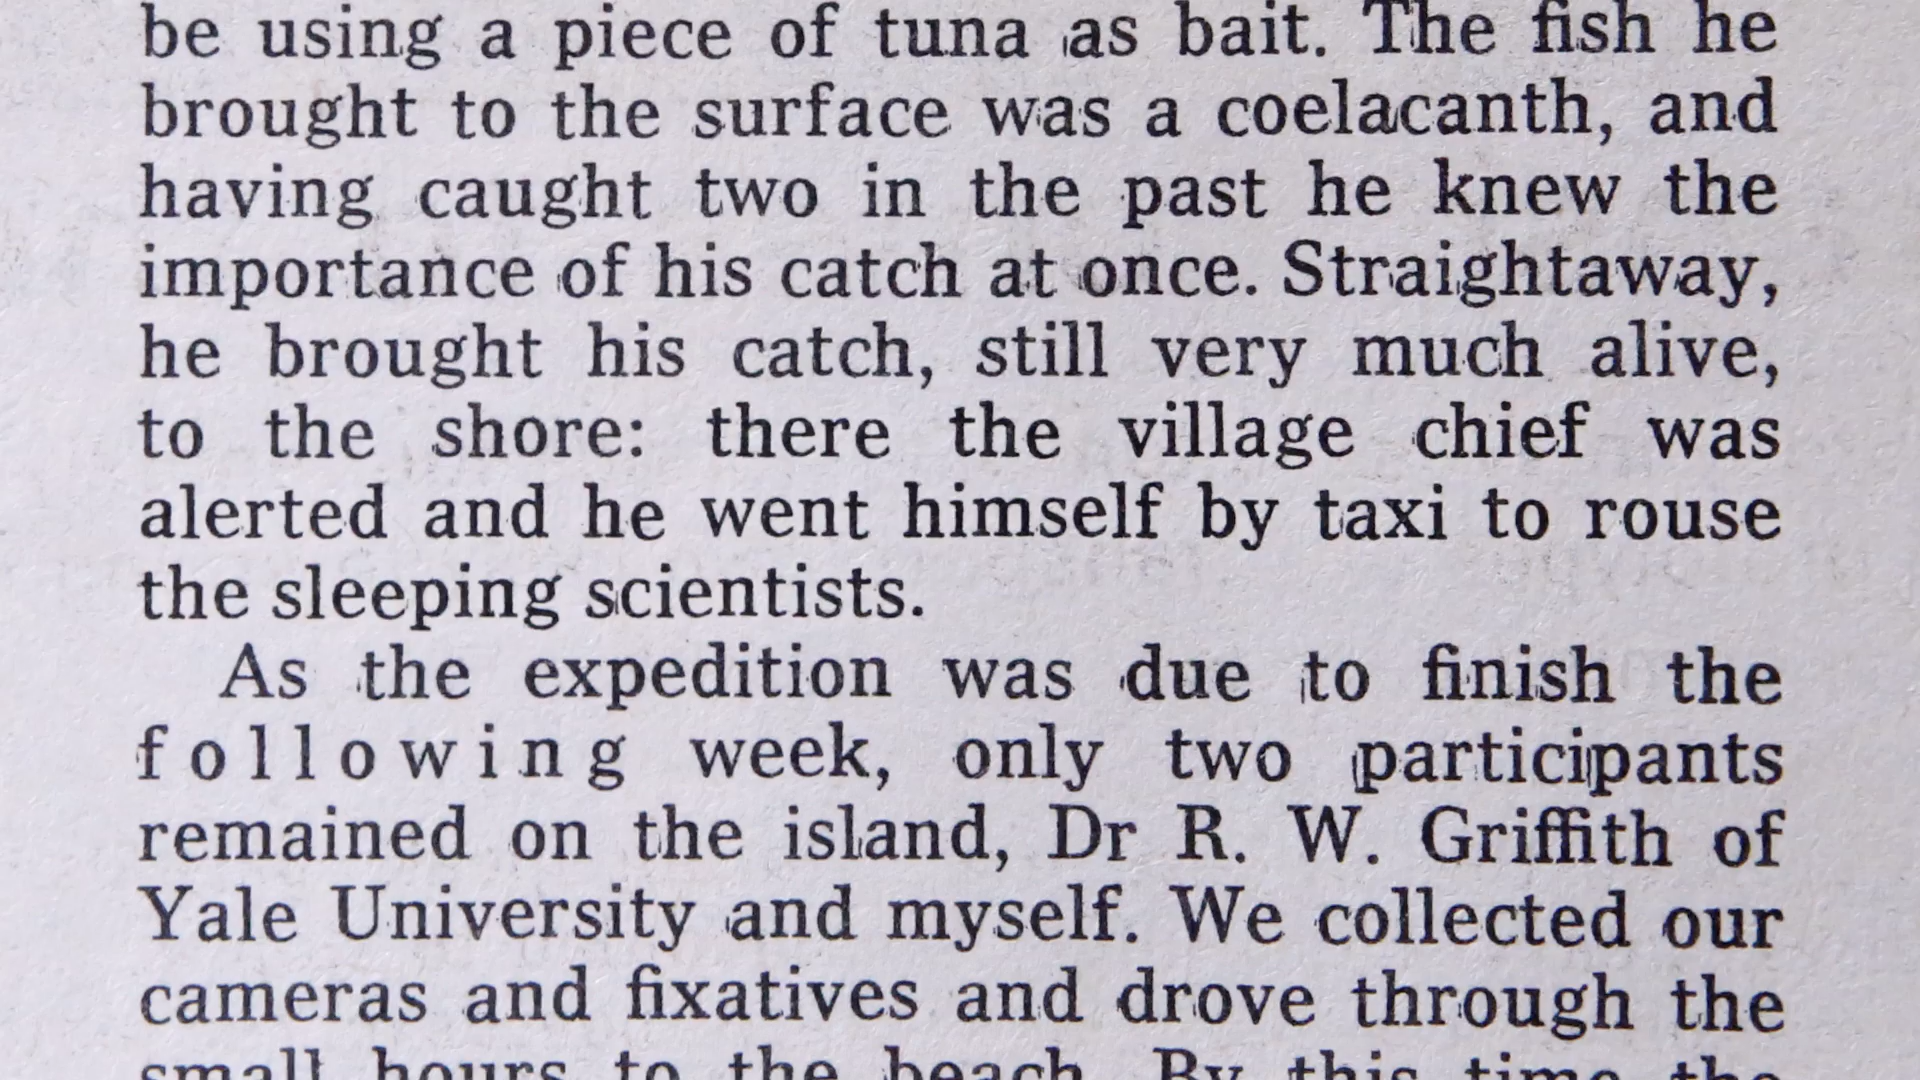 be using a piece of tuna as bait. The fish he
brought to the surface was a coelacanth, and
having caught two in the past he knew the
importance of his catch at once. Straightaway,
he brought his catch, still very much alive,
to the shore: there the village chief was
alerted and he went himself by taxi to rouse
the sleeping scientists.
As the expedition was due to finish the
following week, only two participants
remained on the island, Dr R. W. Griffith of
Yale University and myself. We collected our
cameras and fixatives and drove through the
small hours to the beach. By this time the